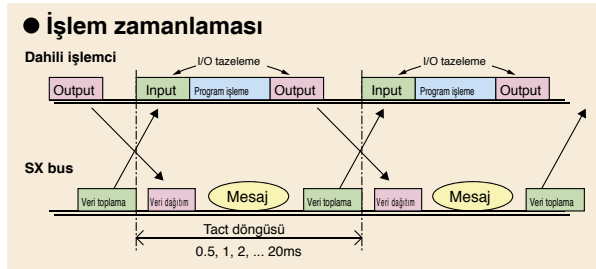 ● İşlem zamanlaması
Dahili işlemci
I/O tazeleme I/O tazeleme
Output Input Program işleme Output Input Program işleme Output
SX bus
Veri toplama Veri dağıtım Mesaj Veri toplama Veri dağıtım Mesaj Veri toplama
Tact döngüsü
0.5, 1, 2, ... 20ms